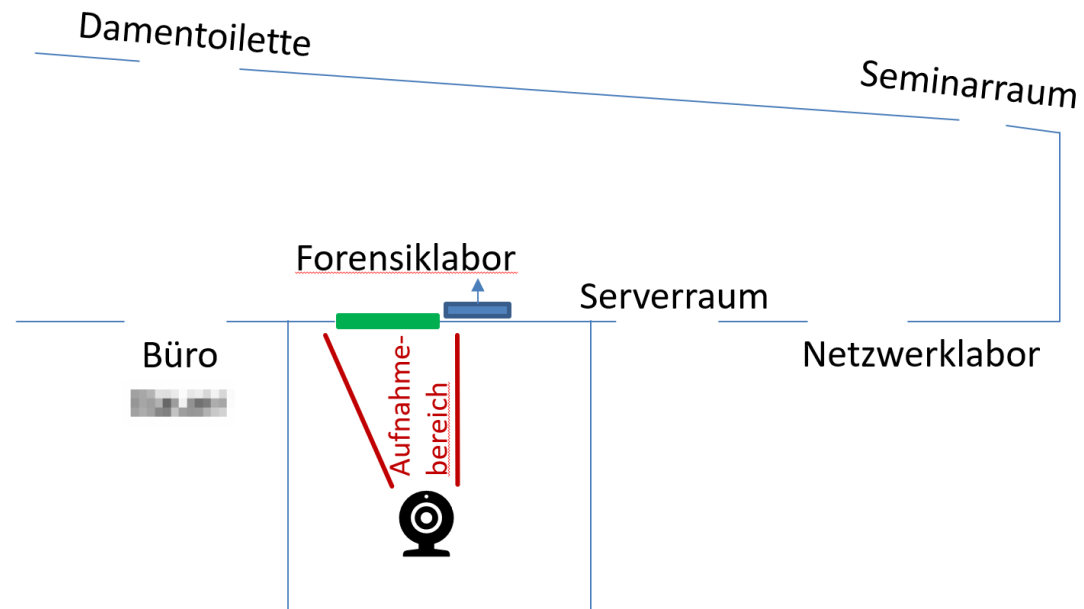 Damentoilette
Seminarraum
Forensiklabor
Serverraum
Büro
Netzwerklabor
Aufnahme-
bereich